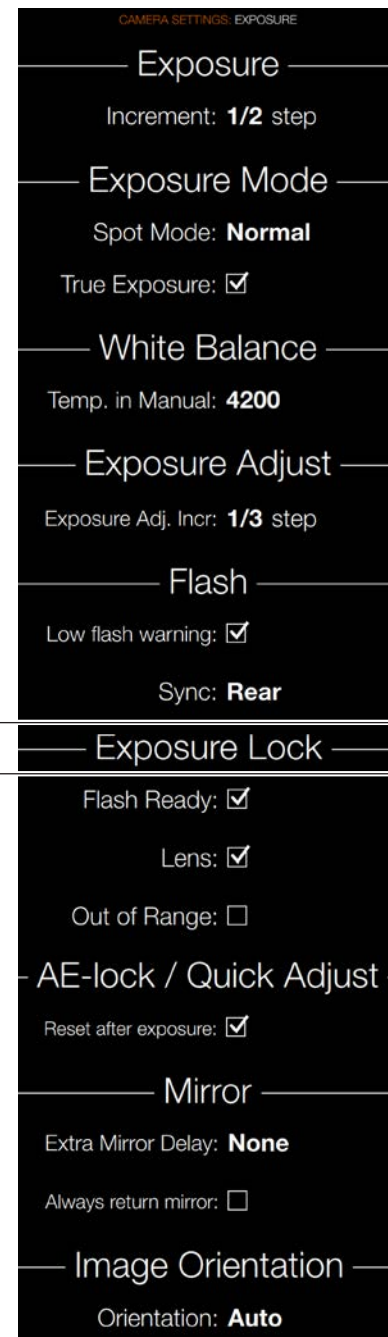 CAMERA SETTINGS: EXPOSURE
Exposure
Increment: 1/2 step
Exposure Mode
Spot Mode: Normal
True Exposure:
White Balance
Temp. in Manual: 4200
Exposure Adjust
Exposure Adj. Incr: 1/3 step
Flash
Low flash warning:
Sync: Rear
Exposure Lock
Flash Ready:
Lens:
Out of Range:
AE-lock / Quick Adjust
Reset after exposure:
Mirror
Extra Mirror Delay: None
Always return mirror:
Image Orientation
Orientation: Auto